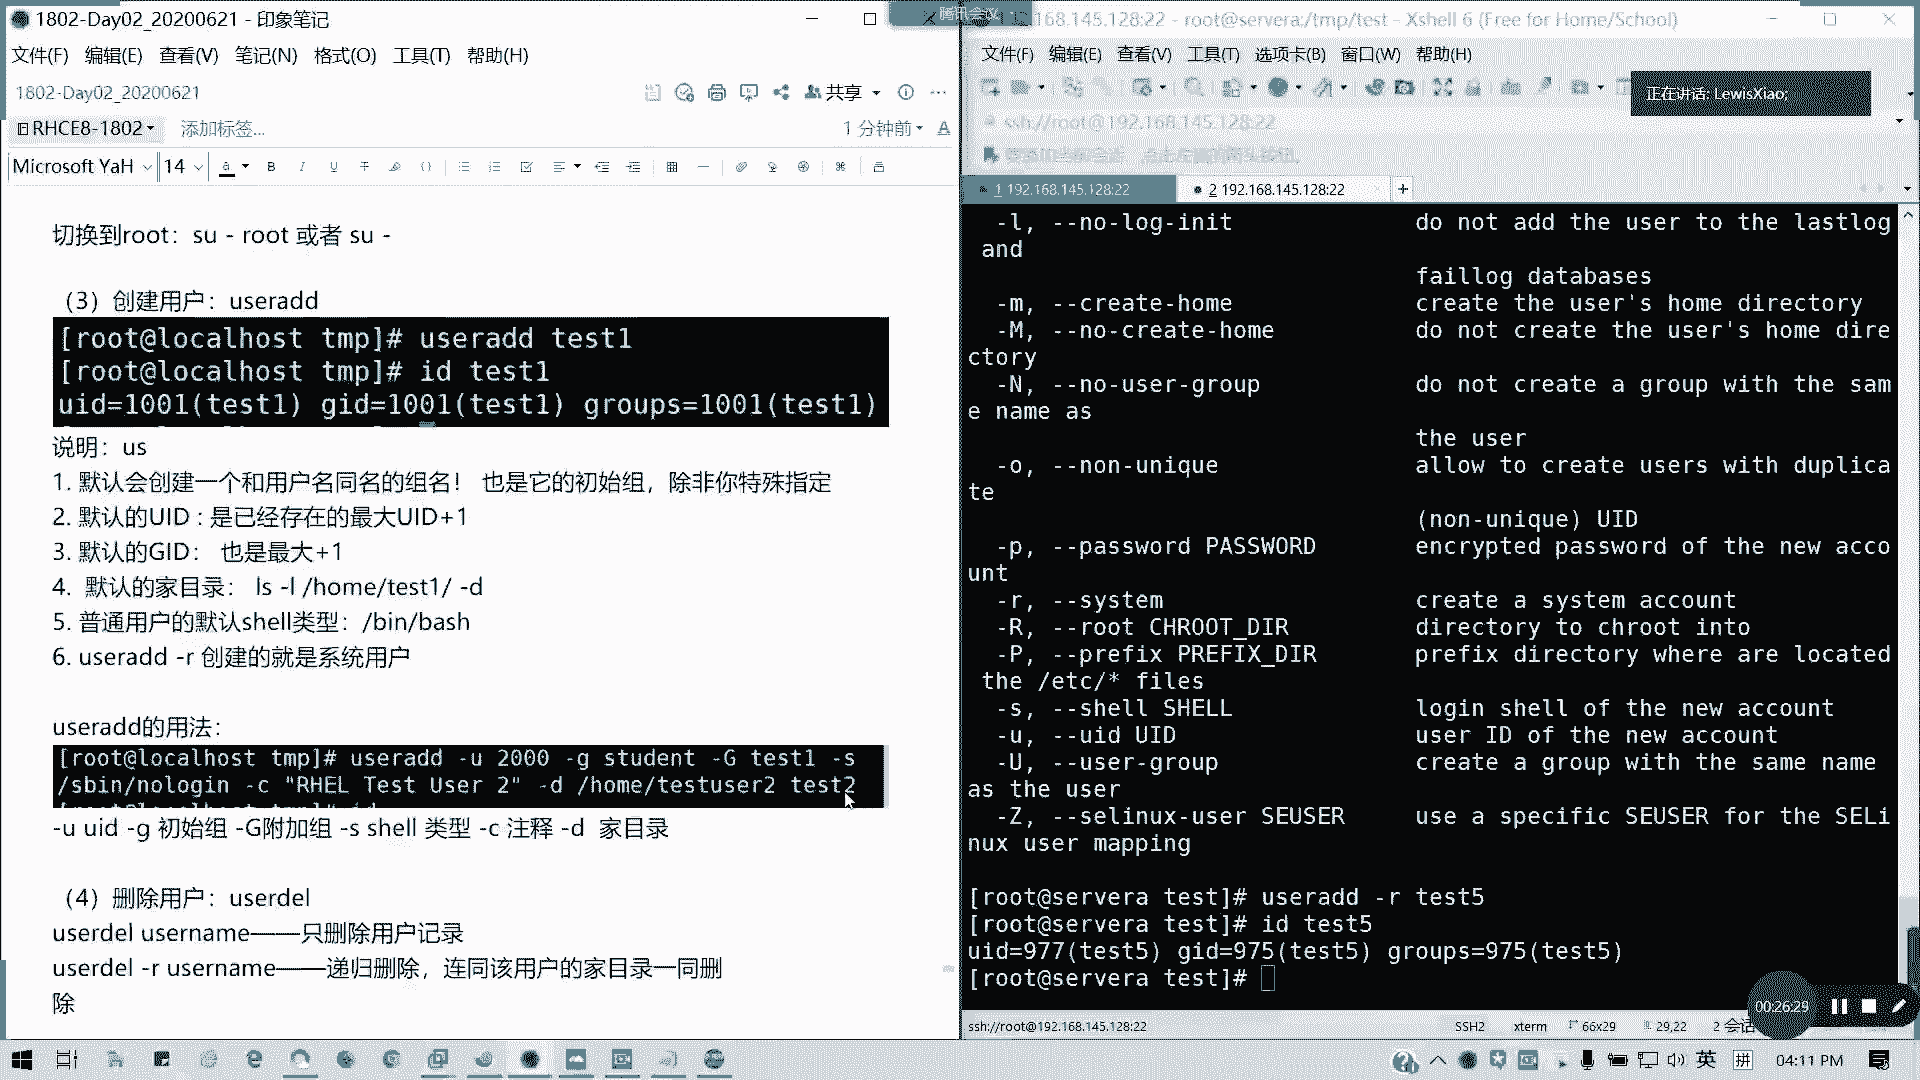 1802-Day02_20200621 - 印象笔记
文件(F) 编辑(E) 查看(V) 笔记(N) 格式(O) 工具(T) 帮助(H)
1802-Day02_20200621
共享
RHCE8-1802
添加标签...
1 分钟前
Microsoft YaH
14
切换到root：su - root 或者 su -
（3）创建用户：useradd
[root@localhost tmp]# useradd test1
[root@localhost tmp]# id test1
uid=1001(test1) gid=1001(test1) groups=1001(test1)
说明：us
1. 默认会创建一个和用户名同名的组名！ 也是它的初始组，除非你特殊指定
2. 默认的UID : 是已经存在的最大UID+1
3. 默认的GID： 也是最大+1
4. 默认的家目录： ls -l /home/test1/ -d
5. 普通用户的默认shell类型：/bin/bash
6. useradd -r 创建的就是系统用户
useradd的用法：
[root@localhost tmp]# useradd -u 2000 -g student -G test1 -s
/sbin/nologin -c "RHEL Test User 2" -d /home/testuser2 test2
-u uid -g 初始组 -G附加组 -s shell 类型 -c 注释 -d 家目录
（4）删除用户：userdel
userdel username——只删除用户记录
userdel -r username——递归删除，连同该用户的家目录一同删
除
腾讯会议
192.168.145.128:22 - root@servera:/tmp/test - Xshell 6 (Free for Home/School)
文件(F) 编辑(E) 查看(V) 工具(T) 选项卡(B) 窗口(W) 帮助(H)
正在讲话: LewisXiao;
ssh://root@192.168.145.128:22
1 192.168.145.128:22
2 192.168.145.128:22
-l, --no-log-init do not add the user to the lastlog
and
faillog databases
-m, --create-home create the user's home directory
-M, --no-create-home do not create the user's home dire
ctory
-N, --no-user-group do not create a group with the sam
e name as
the user
-o, --non-unique allow to create users with duplica
te
(non-unique) UID
-p, --password PASSWORD encrypted password of the new acco
unt
-r, --system create a system account
-R, --root CHROOT_DIR directory to chroot into
-P, --prefix PREFIX_DIR prefix directory where are located
the /etc/* files
-s, --shell SHELL login shell of the new account
-u, --uid UID user ID of the new account
-U, --user-group create a group with the same name
as the user
-Z, --selinux-user SEUSER use a specific SEUSER for the SELi
nux user mapping
[root@servera test]# useradd -r test5
[root@servera test]# id test5
uid=977(test5) gid=975(test5) groups=975(test5)
[root@servera test]#
00:26:29
ssh://root@192.168.145.128:22
SSH2
xterm
66x29
29,22
2 会话
英
拼
04:11 PM